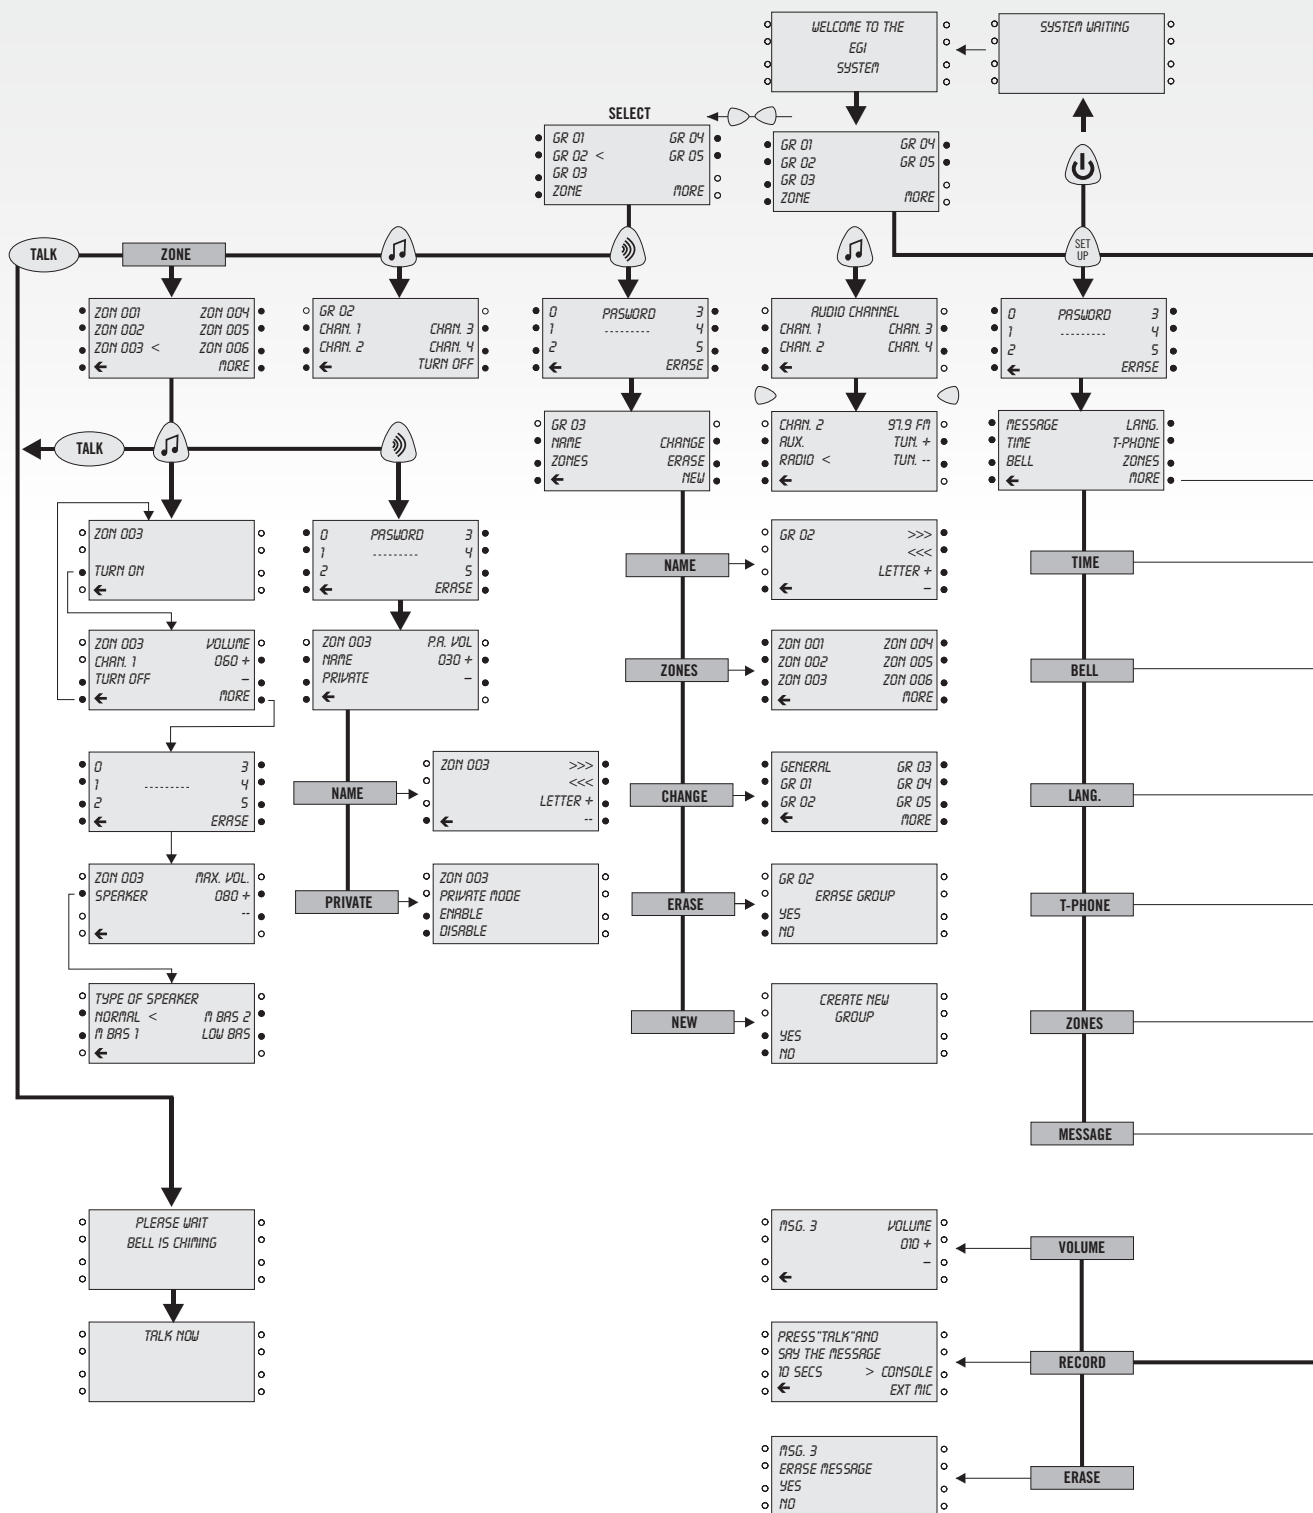 WELCOME TO THE
EGI
SYSTEM
SYSTEM WAITING
SELECT
GR 01 GR 04
GR 02 < GR 05
GR 03
ZONE MORE
GR 01 GR 04
GR 02 GR 05
GR 03
ZONE MORE
TALK
ZONE
SET
UP
ZON 001 ZON 004
ZON 002 ZON 005
ZON 003 < ZON 006
MORE
GR 02
CHAN. 1 CHAN. 3
CHAN. 2 CHAN. 4
TURN OFF
0 PASWORD 3
1 --------- 4
2 5
ERASE
AUDIO CHANNEL
CHAN. 1 CHAN. 3
CHAN. 2 CHAN. 4
0 PASWORD 3
1 --------- 4
2 5
ERASE
TALK
GR 03
NAME CHANGE
ZONES ERASE
NEW
CHAN. 2 97.9 FM
AUX. TUN. +
RADIO < TUN. --
MESSAGE LANG.
TIME T-PHONE
BELL ZONES
MORE
ZON 003
TURN ON
0 PASWORD 3
1 --------- 4
2 5
ERASE
NAME
GR 02 >>>
<<<
LETTER +
–
TIME
ZON 003 VOLUME
CHAN. 1 060 +
TURN OFF –
MORE
ZON 003 P.A. VOL
NAME 030 +
PRIVATE –
ZONES
ZON 001 ZON 004
ZON 002 ZON 005
ZON 003 ZON 006
MORE
BELL
0 3
1 --------- 4
2 5
ERASE
NAME
ZON 003 >>>
<<<
LETTER +
--
CHANGE
GENERAL GR 03
GR 01 GR 04
GR 02 GR 05
MORE
LANG.
ZON 003 MAX. VOL.
SPEAKER 080 +
--
PRIVATE
ZON 003
PRIVATE MODE
ENABLE
DISABLE
ERASE
GR 02
ERASE GROUP
YES
NO
T-PHONE
TYPE OF SPEAKER
NORMAL < M BAS 2
M BAS 1 LOW BAS
NEW
CREATE NEW
GROUP
YES
NO
ZONES
MESSAGE
PLEASE WAIT
BELL IS CHIMING
MSG. 3 VOLUME
010 +
–
VOLUME
TALK NOW
PRESS"TALK"AND
SAY THE MESSAGE
10 SECS > CONSOLE
EXT MIC
RECORD
MSG. 3
ERASE MESSAGE
YES
NO
ERASE